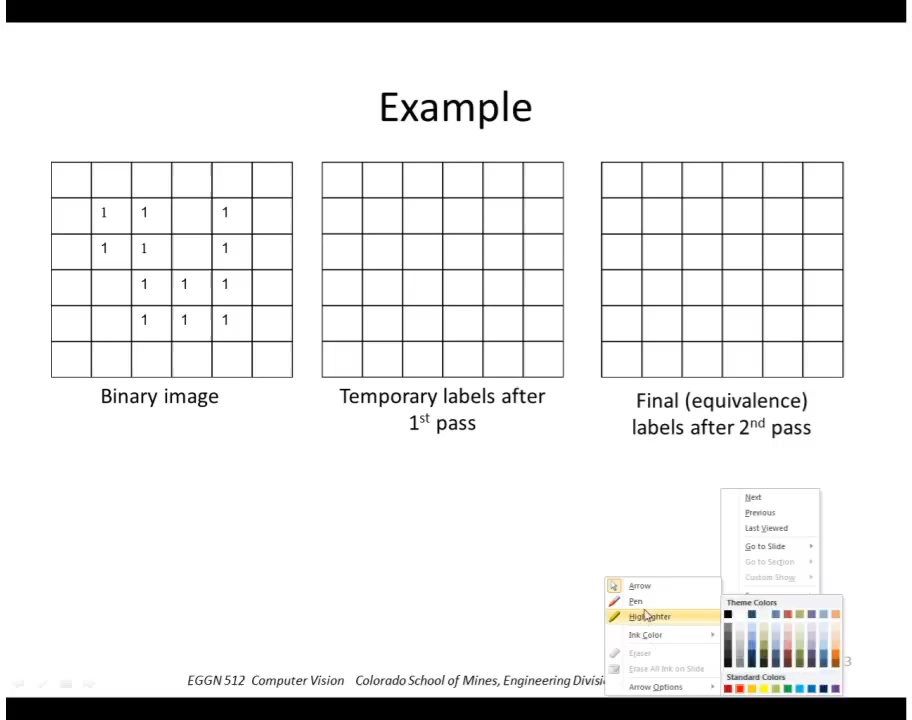 Example
1 1 1
1 1 1
1 1 1
1 1 1
Binary image
Temporary labels after
1st pass
Final (equivalence)
labels after 2nd pass
Next
Previous
Last Viewed
Go to Slide
Go to Section
Custom Show
Arrow
Pen
Highlighter
Ink Color
Eraser
Erase All Ink on Slide
Arrow Options
Theme Colors
Standard Colors
EGGN 512 Computer Vision Colorado School of Mines, Engineering Divisi
3